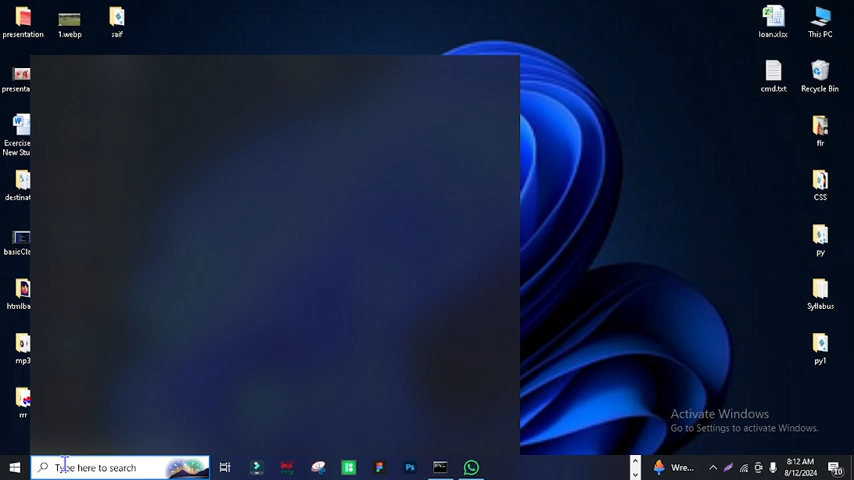 presentation
1.webp
saif
loan.xlsx
This PC
presenta
cmd.txt
Recycle Bin
Exercise
New Stu
flr
destinat
CSS
basicCla
py
htmlba
Syllabus
mp3
py1
rrr
Activate Windows
Go to Settings to activate Windows.
Type here to search
Ps
Wre...
8:12 AM
8/12/2024
10